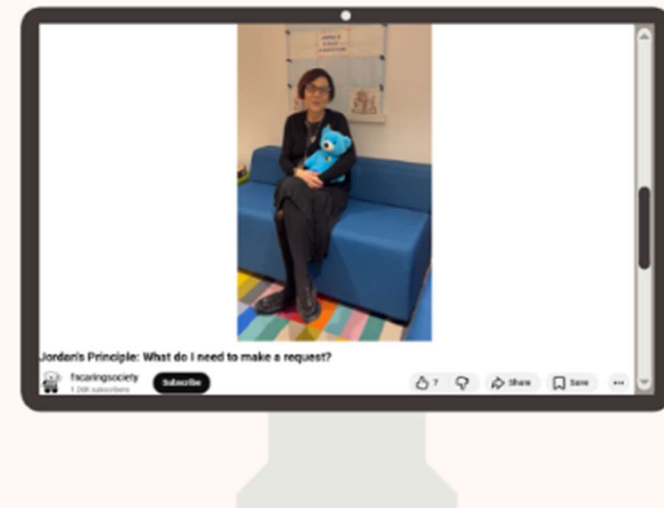 Jordan's Principle: What do I need to make a request?
fncaringsociety
Subscribe
7
Share
Save